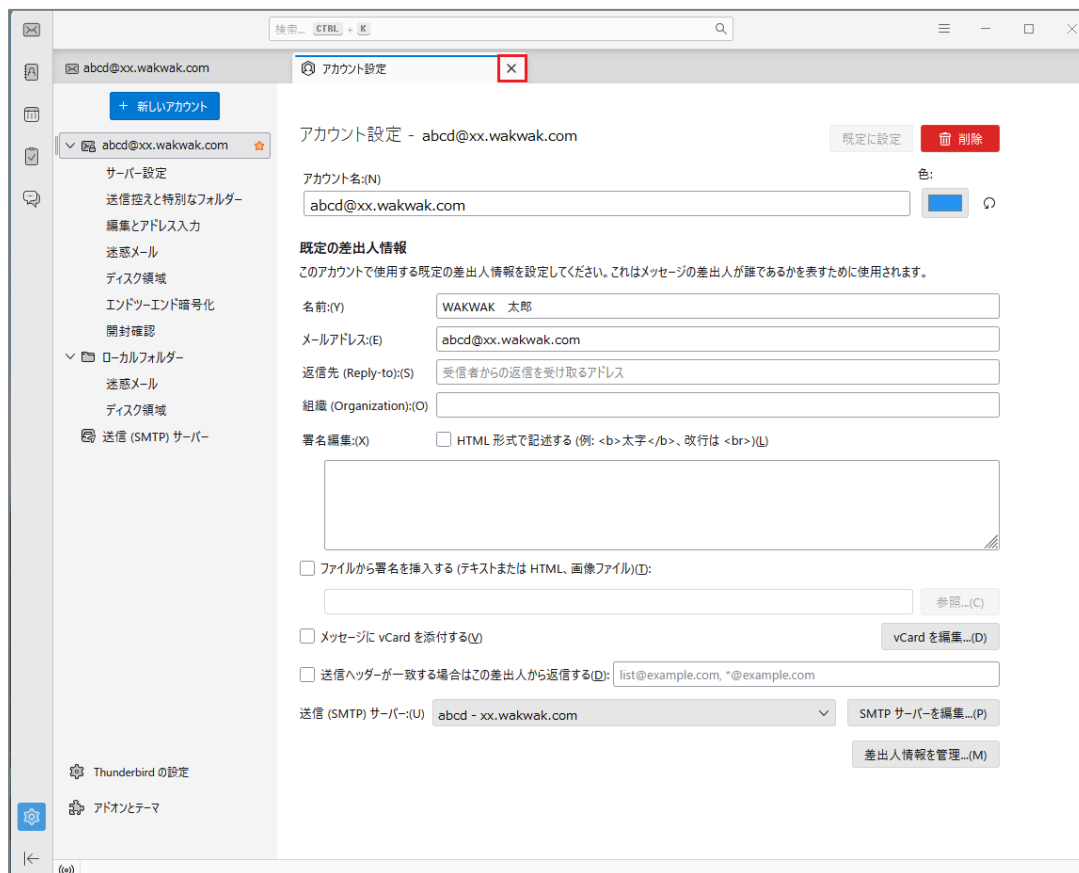 検索... CTRL + K
abcd@xx.wakwak.com
アカウント設定
+ 新しいアカウント
abcd@xx.wakwak.com
サーバー設定
送信控えと特別なフォルダー
編集とアドレス入力
迷惑メール
ディスク領域
エンドツーエンド暗号化
開封確認
ローカルフォルダー
迷惑メール
ディスク領域
送信 (SMTP) サーバー
Thunderbird の設定
アドオンとテーマ
アカウント設定 - abcd@xx.wakwak.com
既定に設定
削除
アカウント名:(N)
色:
abcd@xx.wakwak.com
既定の差出人情報
このアカウントで使用する既定の差出人情報を設定してください。これはメッセージの差出人が誰であるかを表すために使用されます。
名前:(Y) WAKWAK 太郎
メールアドレス:(E) abcd@xx.wakwak.com
返信先 (Reply-to):(S) 受信者からの返信を受け取るアドレス
組織 (Organization):(O)
署名編集:(X) HTML 形式で記述する (例: <b>太字</b>、改行は <br>)(L)
ファイルから署名を挿入する (テキストまたは HTML、画像ファイル)(T):
参照...(C)
メッセージに vCard を添付する(V) vCard を編集...(D)
送信ヘッダーが一致する場合はこの差出人から返信する(D): list@example.com, *@example.com
送信 (SMTP) サーバー:(U) abcd - xx.wakwak.com SMTP サーバーを編集...(P)
差出人情報を管理...(M)